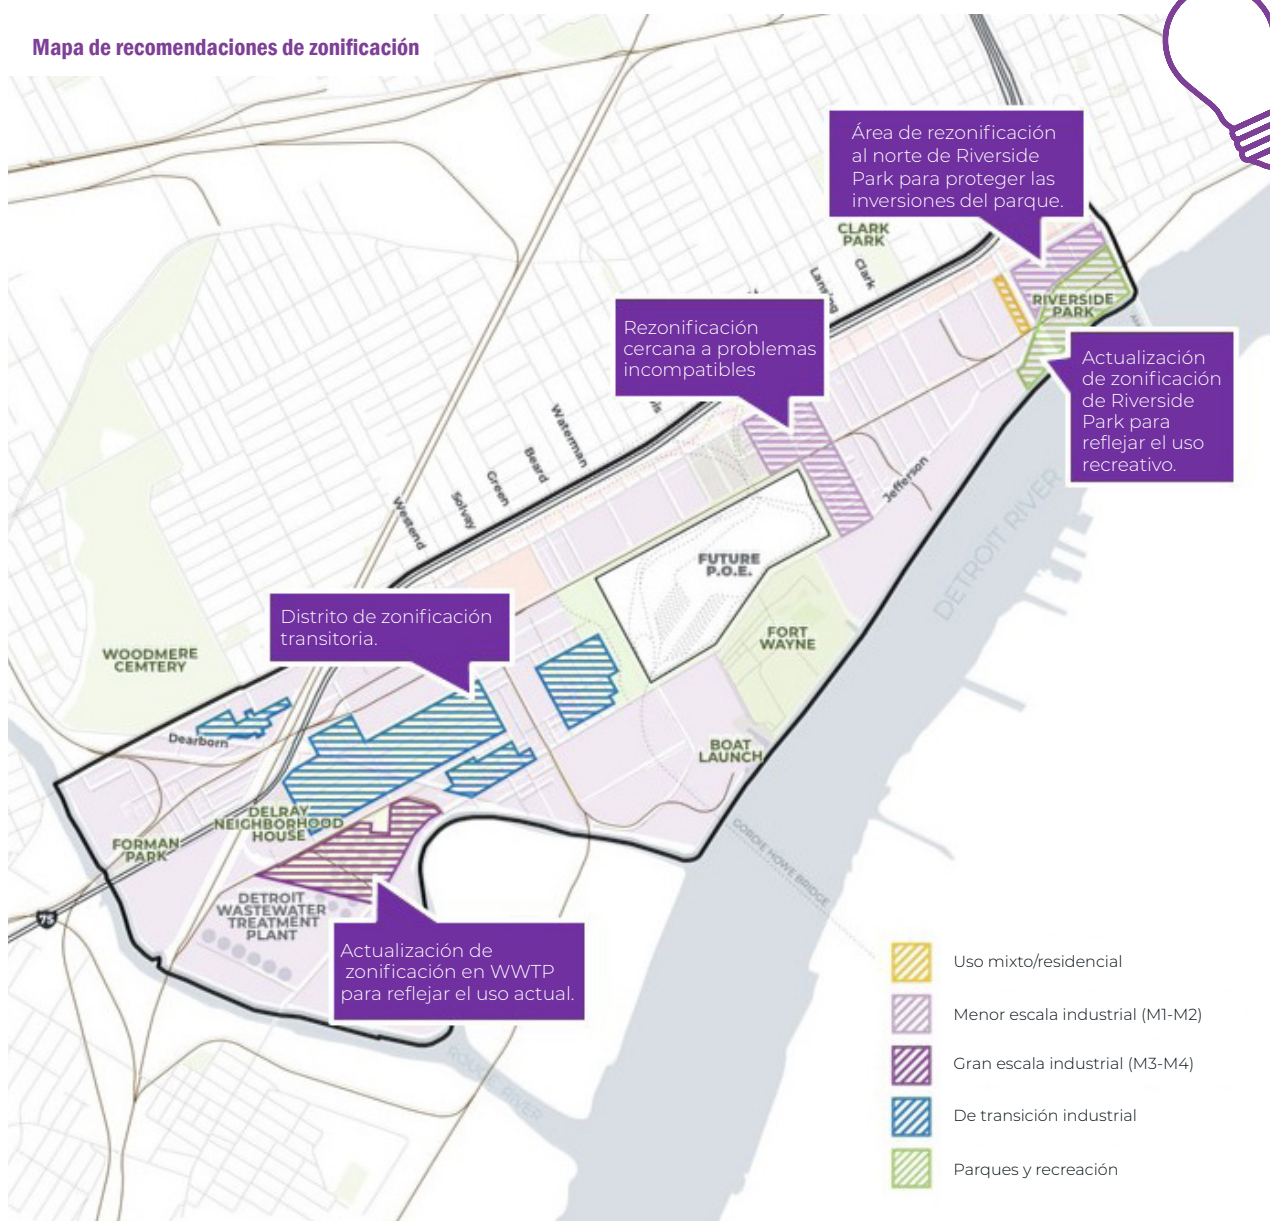 Mapa de recomendaciones de zonificación
Área de rezonificación
al norte de Riverside
Park para proteger las
inversiones del parque.
CLARK
PARK
Clark
RIVERSIDE
PARK
Rezonificación
cercana a problemas
incompatibles
Actualización
de zonificación
de Riverside
Park para
reflejar el uso
recreativo.
Waterman
Beard
Green
Solvay
Westend
Jefferson
DETROIT RIVER
FUTURE
P.O.E.
FORT
WAYNE
Distrito de zonificación
transitoria.
WOODMERE
CEMTERY
Dearborn
BOAT
LAUNCH
DELRAY
NEIGHBORHOOD
HOUSE
FORMAN
PARK
GORDIE HOWE BRIDGE
DETROIT
WASTEWATER
TREATMENT
PLANT
75
Actualización de
zonificación en WWTP
para reflejar el uso actual.
ROUGE RIVER
Uso mixto/residencial
Menor escala industrial (M1-M2)
Gran escala industrial (M3-M4)
De transición industrial
Parques y recreación